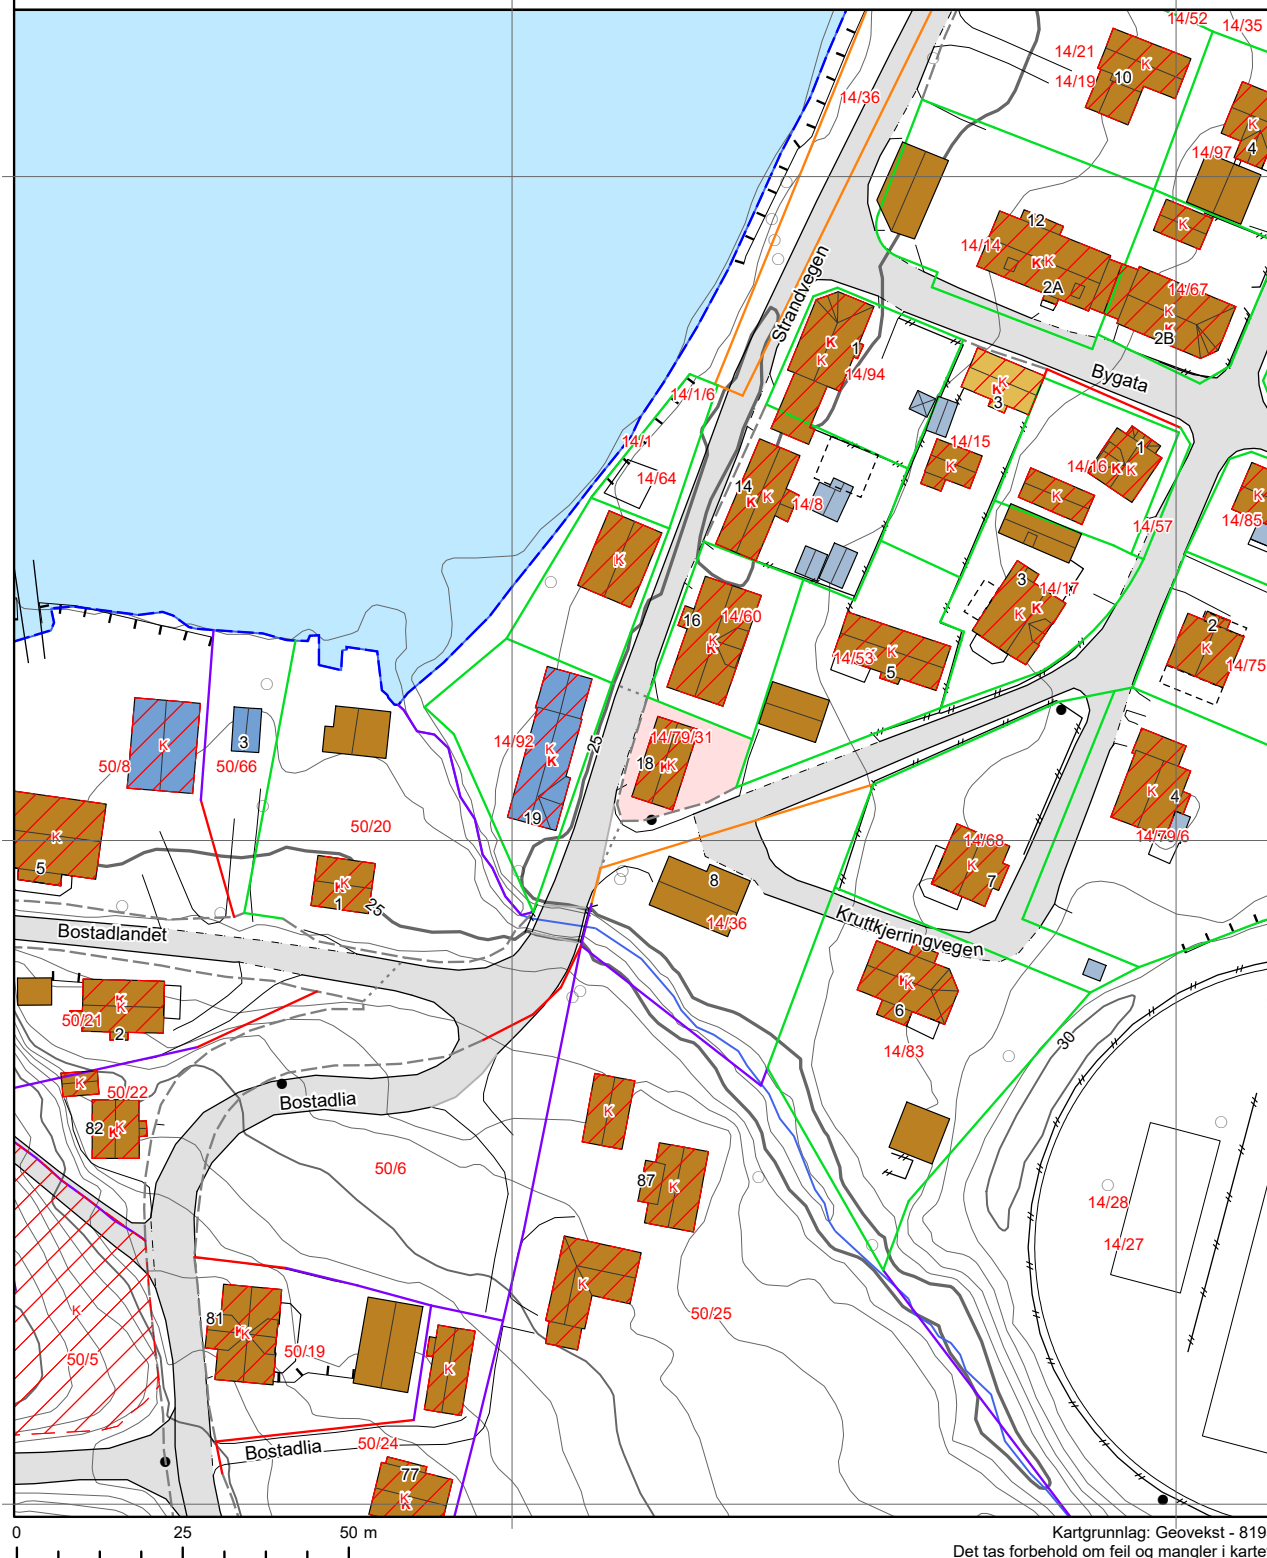 14/52
14/35
14/21
K
10
14/19
14/36
K
14/97
4
12
K
14/14
K K
2A
14/67
K
K
2B
Strandvegen
K
1
K
14/94
Bygata
14/1/6
K
K
3
14/1
14/15
1
14/64
K
14/16
K
K
14
K
K
K
14/8
K
14/85
14/57
K
3
14/17
K
K
16
14/60
K
K
2
K
14/75
14/53
K
5
14/92
K
K
25
14/79/31
18
K
K
K
3
50/8
50/66
19
K
4
14/79/6
50/20
K
5
14/68
K
7
8
14/36
K
K
1
25
Kruttkjerringvegen
Bostadlandet
K
K
6
K
K
50/21
2
14/83
30
K
50/22
Bostadlia
K
82
K
K
50/6
87
K
14/28
14/27
K
50/25
K
81
K
K
50/19
K
50/5
Bostadlia
50/24
77
K
K
0
25
50 m
Kartgrunnlag: Geovekst - 819
Det tas forbehold om feil og mangler i karte